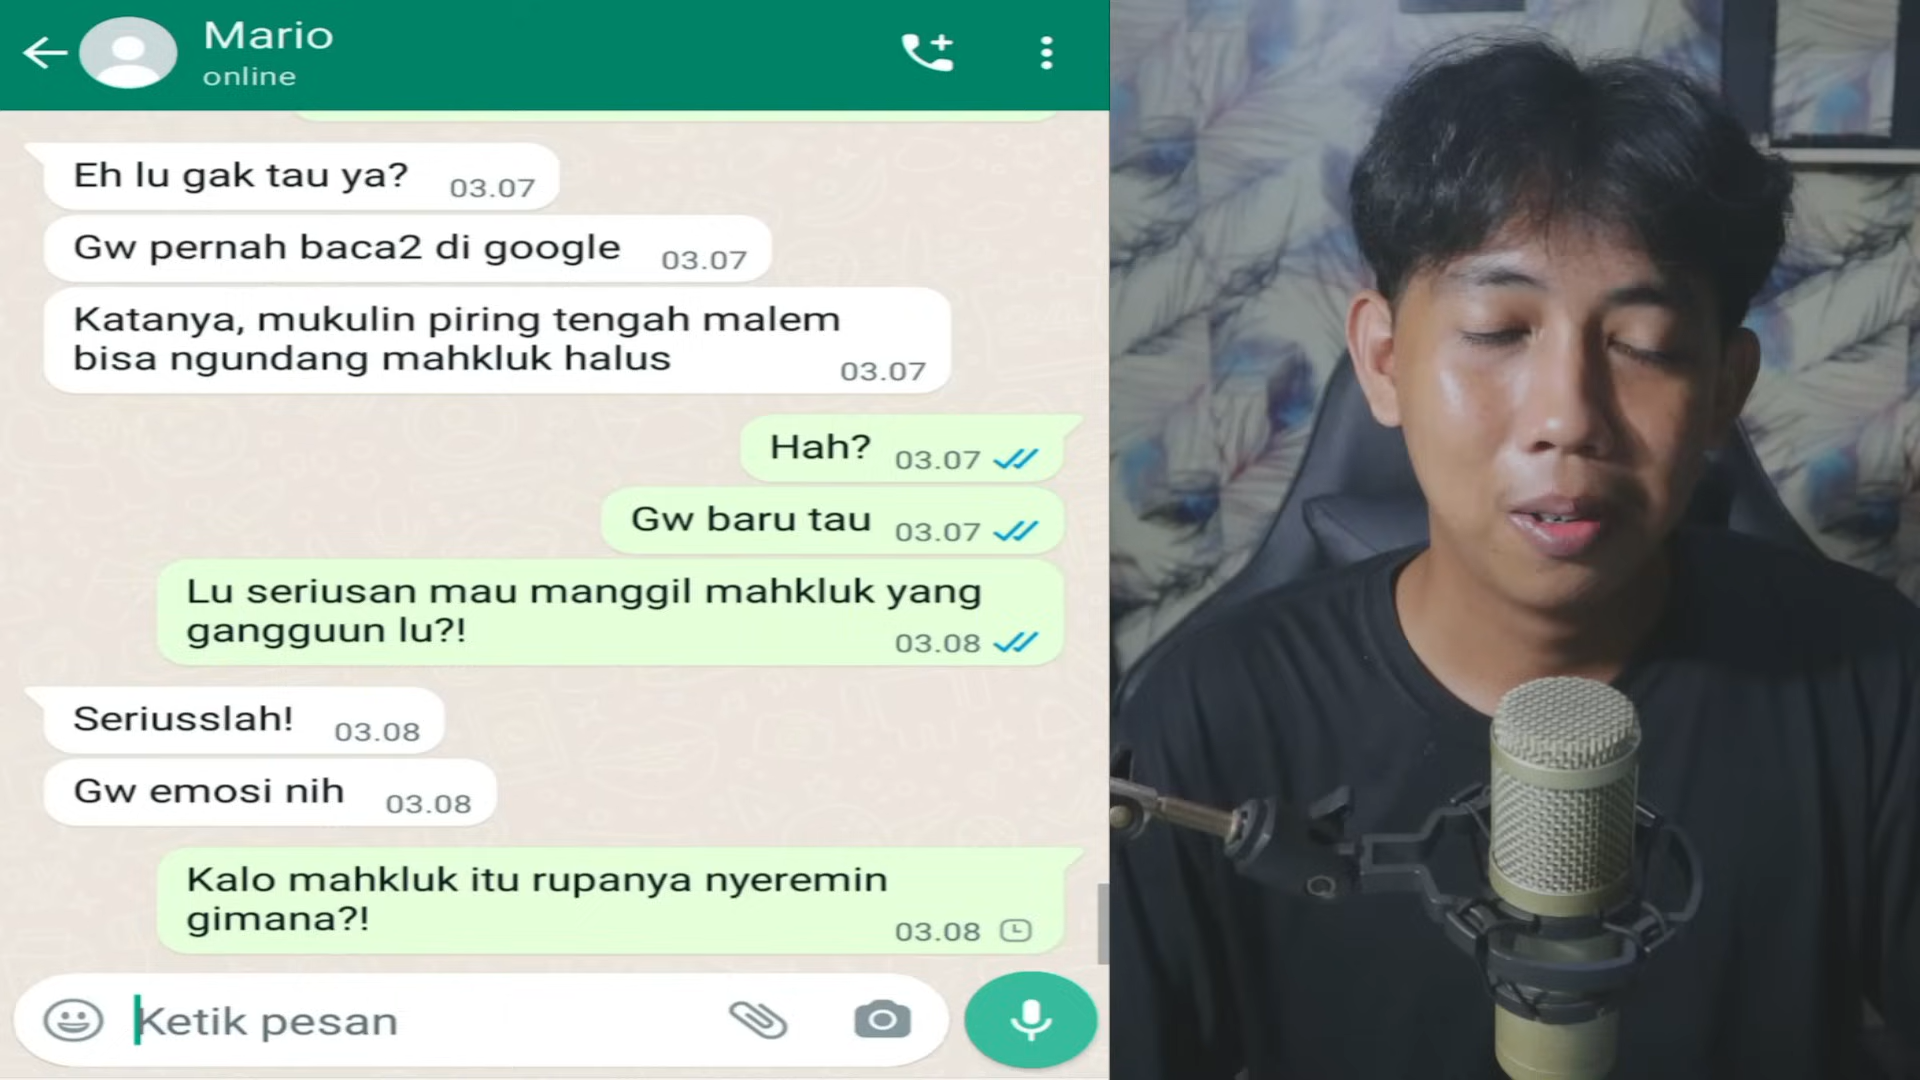 Mario
online
Eh lu gak tau ya? 03.07
Gw pernah baca2 di google 03.07
Katanya, mukulin piring tengah malem
bisa ngundang mahkluk halus 03.07
Hah? 03.07
Gw baru tau 03.07
Lu seriusan mau manggil mahkluk yang
gangguun lu?! 03.08
Seriusslah! 03.08
Gw emosi nih 03.08
Kalo mahkluk itu rupanya nyeremin
gimana?! 03.08
Ketik pesan